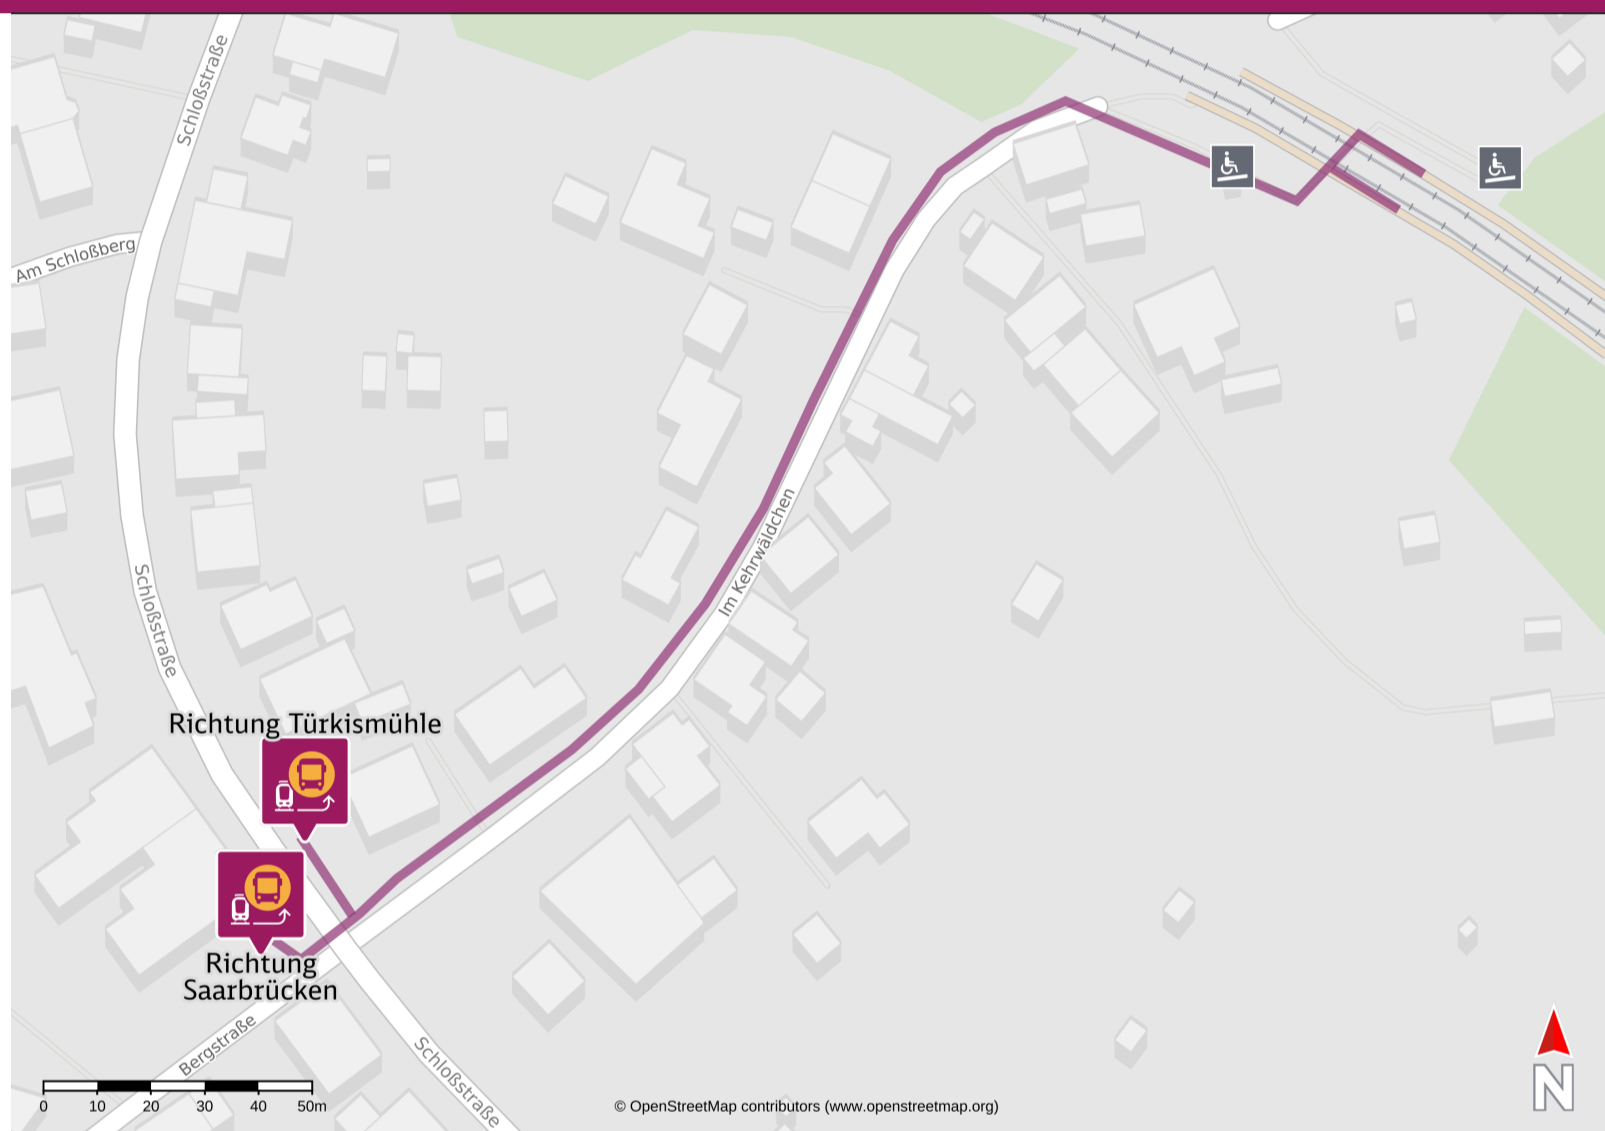 Schloßstraße
Am Schloßberg
Im Kehrwäldchen
Schloßstraße
Richtung Türkismühle
Richtung
Saarbrücken
Bergstraße
Schloßstraße
0 10 20 30 40 50m
© OpenStreetMap contributors (www.openstreetmap.org)
N